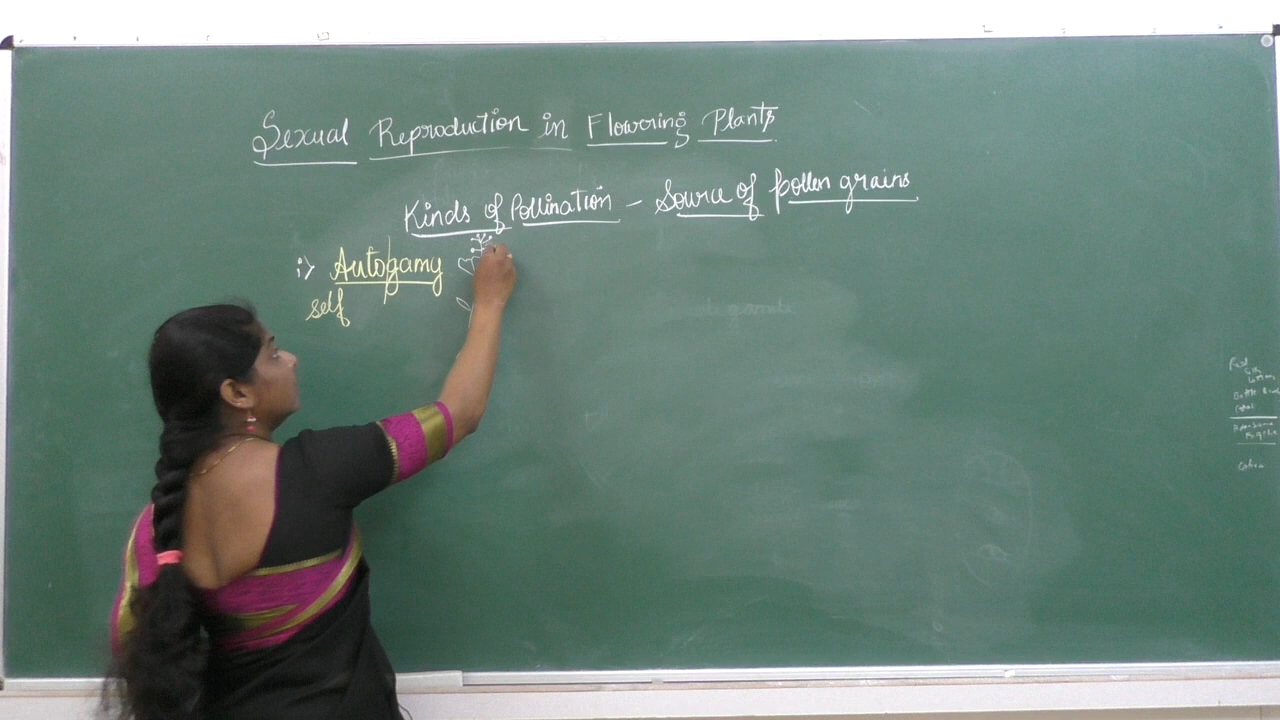 Sexual Reproduction in Flowering Plants
Kinds of Pollination - Source of pollen grains
i) Autogamy
self